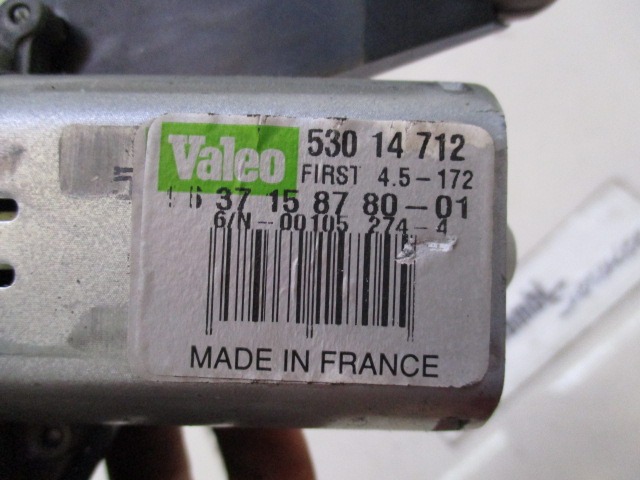 Valeo 530 14 712
FIRST 4.5-172
37 15 87 80-01
6/N-00105 274-4
MADE IN FRANCE